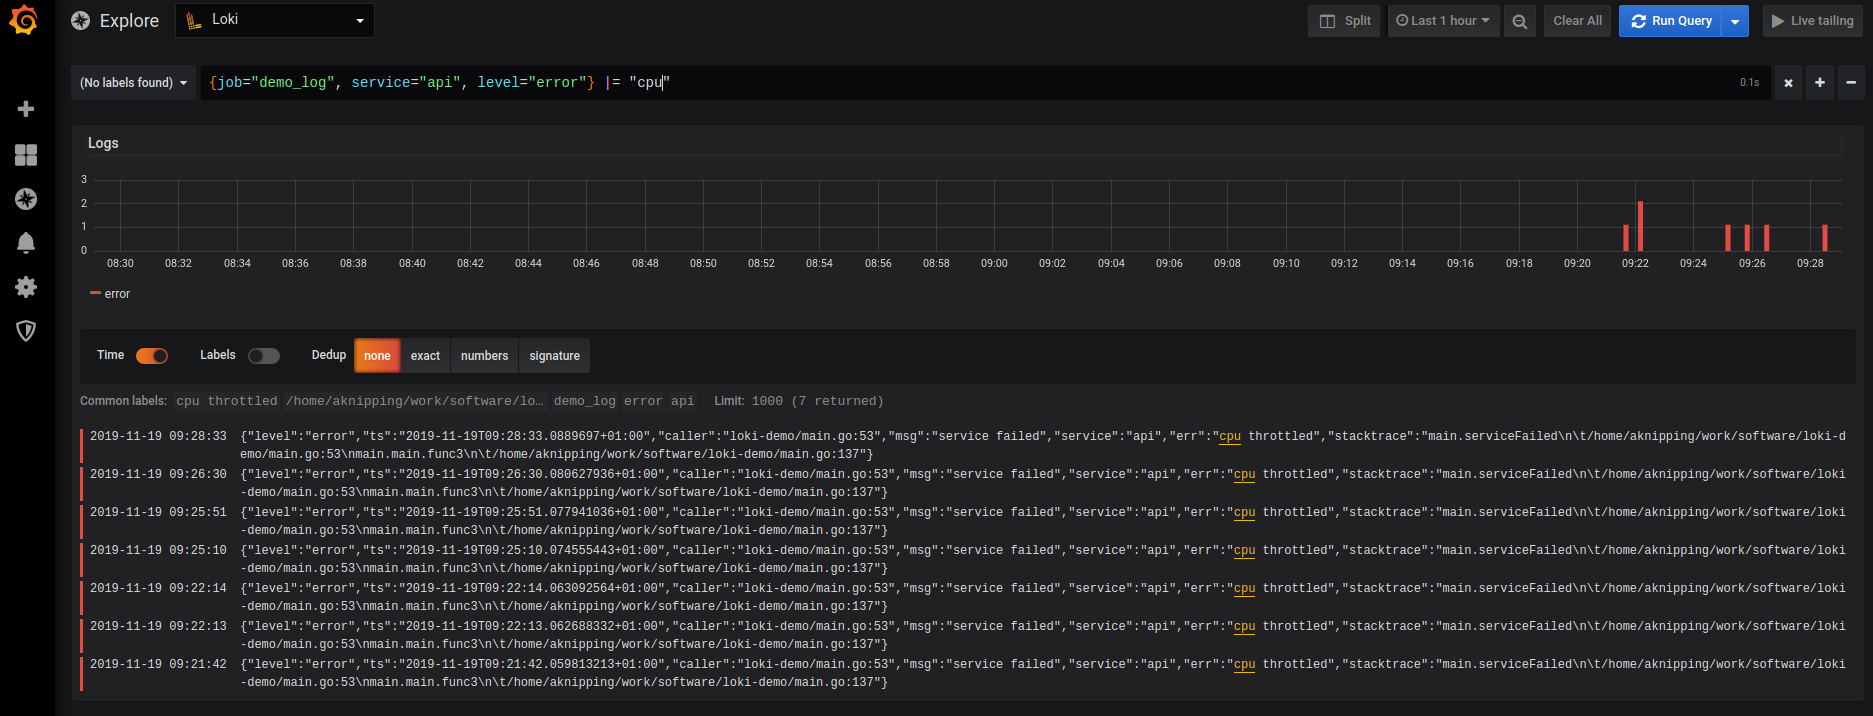 Explore Loki Split Last 1 hour Clear All Run Query Live tailing
(No labels found) {job="demo_log", service="api", level="error"} |= "cpu" 0.1s
Logs
3
2
1
0
08:30 08:32 08:34 08:36 08:38 08:40 08:42 08:44 08:46 08:48 08:50 08:52 08:54 08:56 08:58 09:00 09:02 09:04 09:06 09:08 09:10 09:12 09:14 09:16 09:18 09:20 09:22 09:24 09:26 09:28
error
Time Labels Dedup none exact numbers signature
Common labels: cpu throttled /home/aknipping/work/software/lo… demo_log error api Limit: 1000 (7 returned)
2019-11-19 09:28:33 {"level":"error","ts":"2019-11-19T09:28:33.0889697+01:00","caller":"loki-demo/main.go:53","msg":"service failed","service":"api","err":"cpu throttled","stacktrace":"main.serviceFailed\n\t/home/aknipping/work/software/loki-d
emo/main.go:53\nmain.main.func3\n\t/home/aknipping/work/software/loki-demo/main.go:137"}
2019-11-19 09:26:30 {"level":"error","ts":"2019-11-19T09:26:30.080627936+01:00","caller":"loki-demo/main.go:53","msg":"service failed","service":"api","err":"cpu throttled","stacktrace":"main.serviceFailed\n\t/home/aknipping/work/software/loki
-demo/main.go:53\nmain.main.func3\n\t/home/aknipping/work/software/loki-demo/main.go:137"}
2019-11-19 09:25:51 {"level":"error","ts":"2019-11-19T09:25:51.077941036+01:00","caller":"loki-demo/main.go:53","msg":"service failed","service":"api","err":"cpu throttled","stacktrace":"main.serviceFailed\n\t/home/aknipping/work/software/loki
-demo/main.go:53\nmain.main.func3\n\t/home/aknipping/work/software/loki-demo/main.go:137"}
2019-11-19 09:25:10 {"level":"error","ts":"2019-11-19T09:25:10.074555443+01:00","caller":"loki-demo/main.go:53","msg":"service failed","service":"api","err":"cpu throttled","stacktrace":"main.serviceFailed\n\t/home/aknipping/work/software/loki
-demo/main.go:53\nmain.main.func3\n\t/home/aknipping/work/software/loki-demo/main.go:137"}
2019-11-19 09:22:14 {"level":"error","ts":"2019-11-19T09:22:14.063092564+01:00","caller":"loki-demo/main.go:53","msg":"service failed","service":"api","err":"cpu throttled","stacktrace":"main.serviceFailed\n\t/home/aknipping/work/software/loki
-demo/main.go:53\nmain.main.func3\n\t/home/aknipping/work/software/loki-demo/main.go:137"}
2019-11-19 09:22:13 {"level":"error","ts":"2019-11-19T09:22:13.062688332+01:00","caller":"loki-demo/main.go:53","msg":"service failed","service":"api","err":"cpu throttled","stacktrace":"main.serviceFailed\n\t/home/aknipping/work/software/loki
-demo/main.go:53\nmain.main.func3\n\t/home/aknipping/work/software/loki-demo/main.go:137"}
2019-11-19 09:21:42 {"level":"error","ts":"2019-11-19T09:21:42.059813213+01:00","caller":"loki-demo/main.go:53","msg":"service failed","service":"api","err":"cpu throttled","stacktrace":"main.serviceFailed\n\t/home/aknipping/work/software/loki
-demo/main.go:53\nmain.main.func3\n\t/home/aknipping/work/software/loki-demo/main.go:137"}